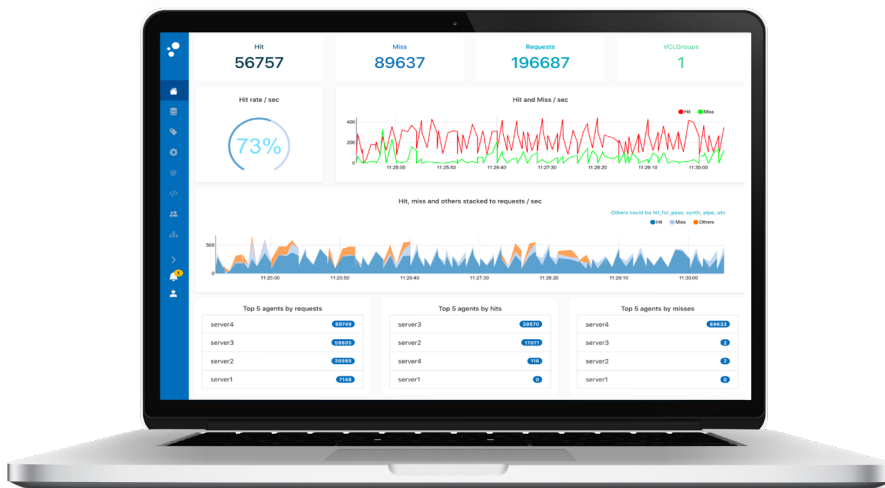 Hit
56757
Miss
89637
Requests
196687
VCLGroups
1
Hit rate / sec
73%
Hit and Miss / sec
Hit Miss
400
200
0
11:25:00 11:25:50 11:26:40 11:27:30 11:28:20 11:29:10 11:30:00
Hit, miss and others stacked to requests / sec
Others could be hit_for_pass, synth, pipe, etc
Hit Miss Others
500
0
11:25:00 11:25:50 11:26:40 11:27:30 11:28:20 11:29:10 11:30:00
1
Top 5 agents by requests
server4 89749
server3
server2
server1
Top 5 agents by hits
server3 39570
server2 17071
server4 116
server1 0
Top 5 agents by misses
server4 89633
server3 2
server2 2
server1 0